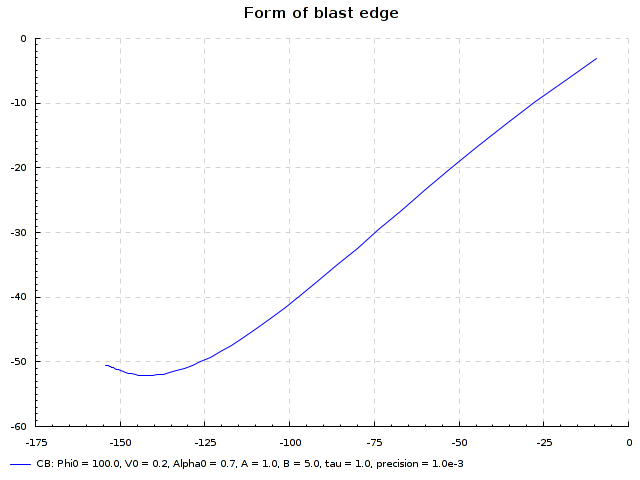 Form of blast edge
0
-10
-20
-30
-40
-50
-60
-175 -150 -125 -100 -75 -50 -25 0
CB: Phi0 = 100.0, V0 = 0.2, Alpha0 = 0.7, A = 1.0, B = 5.0, tau = 1.0, precision = 1.0e-3